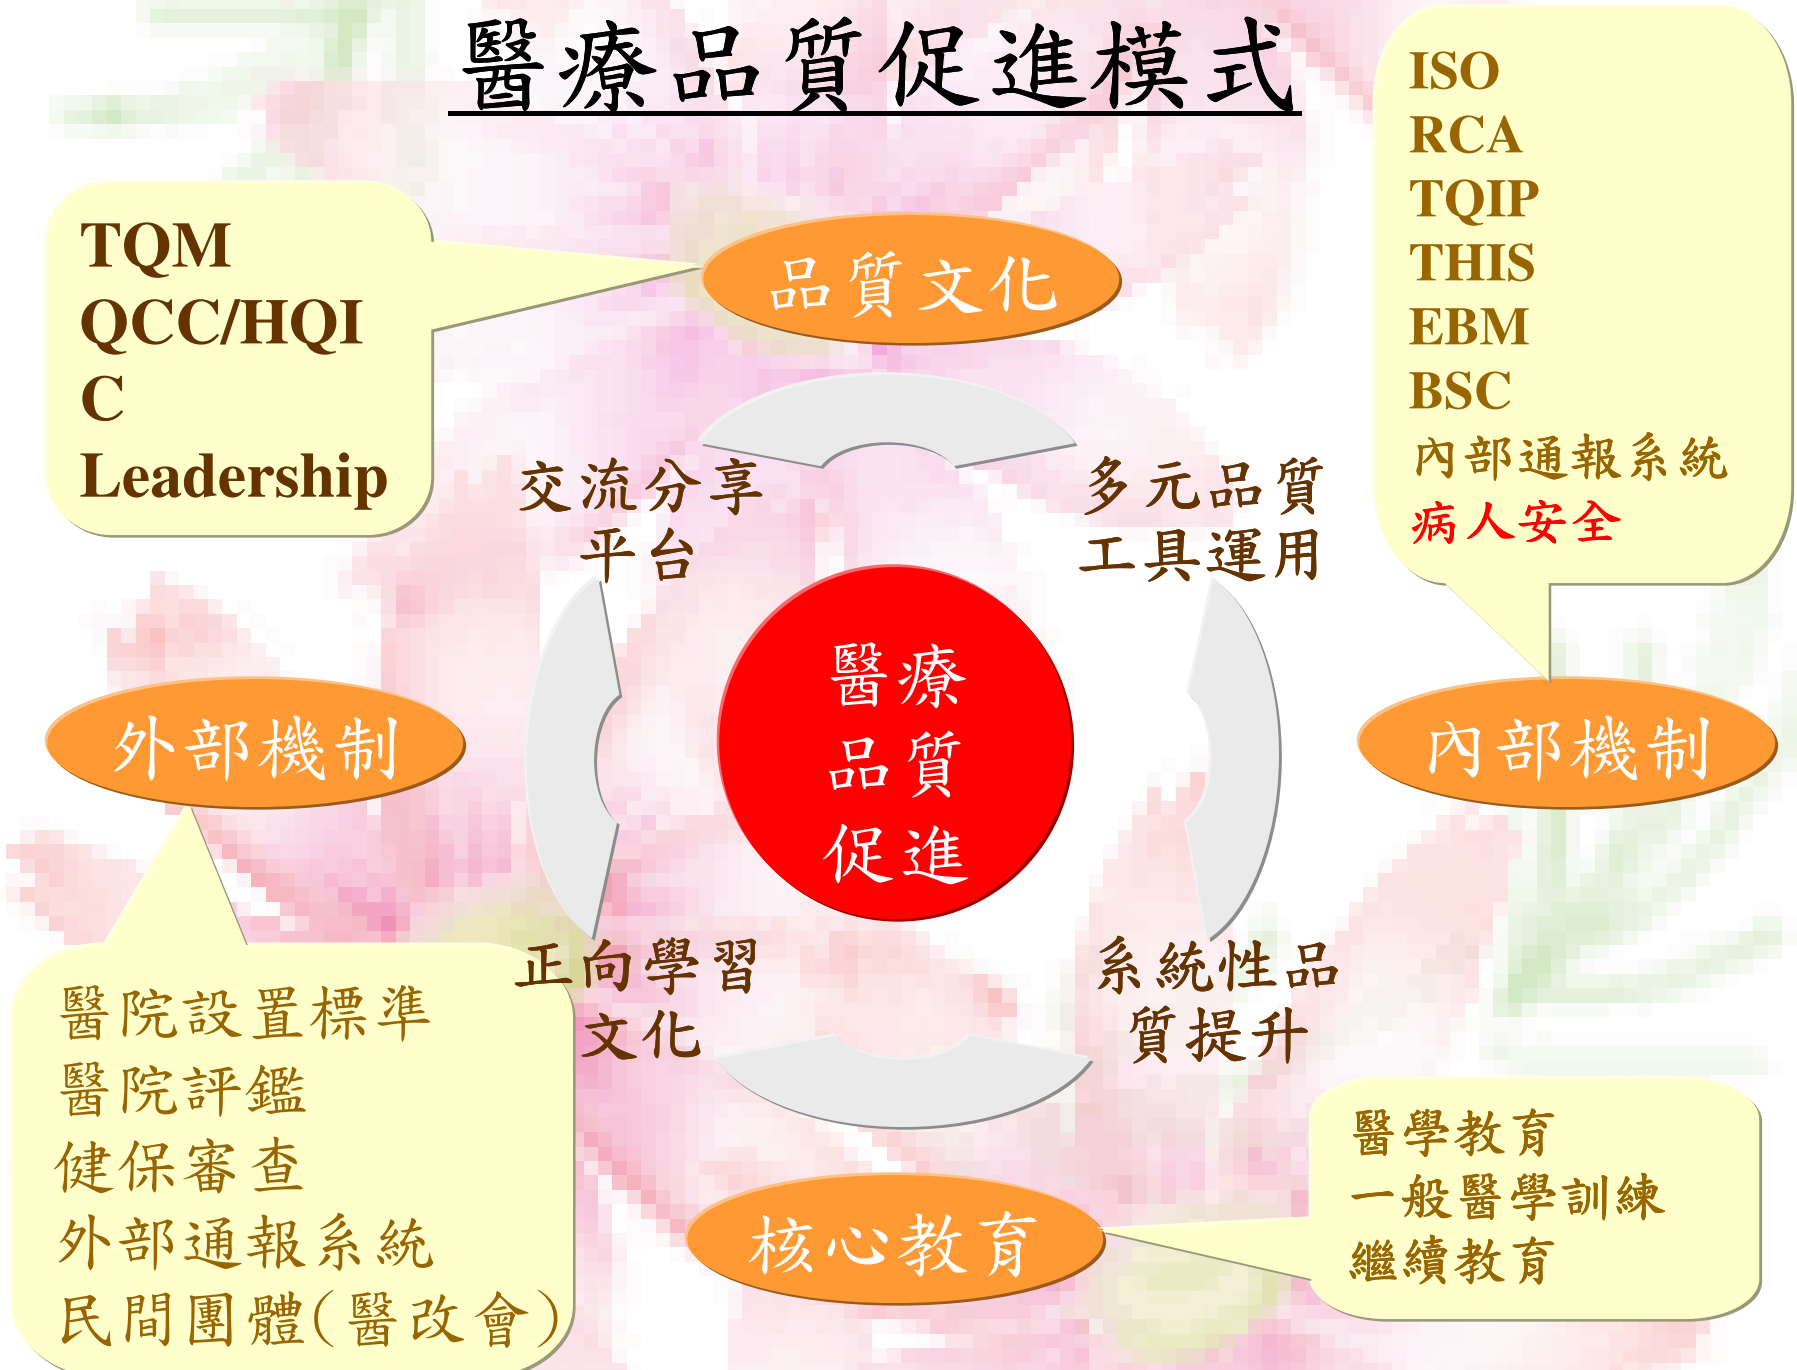 醫療品質促進模式
TQM
QCC/HQI
C
Leadership
品質文化
ISO
RCA
TQIP
THIS
EBM
BSC
內部通報系統
病人安全
交流分享
平台
多元品質
工具運用
醫療
品質
促進
外部機制
內部機制
正向學習
文化
系統性品
質提升
醫院設置標準
醫院評鑑
健保審查
外部通報系統
民間團體(醫改會)
核心教育
醫學教育
一般醫學訓練
繼續教育